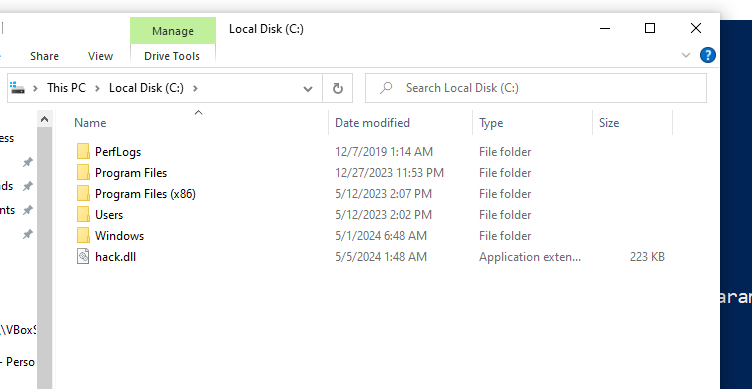 Manage
Local Disk (C:)
Share
View
Drive Tools
This PC
Local Disk (C:)
Search Local Disk (C:)
Name
Date modified
Type
Size
PerfLogs
12/7/2019 1:14 AM
File folder
Program Files
12/27/2023 11:53 PM
File folder
Program Files (x86)
5/12/2023 2:07 PM
File folder
Users
5/12/2023 2:02 PM
File folder
Windows
5/1/2024 6:48 AM
File folder
hack.dll
5/5/2024 1:48 AM
Application exten...
223 KB
ess
ads
ents
\\VBoxS
- Perso
aran